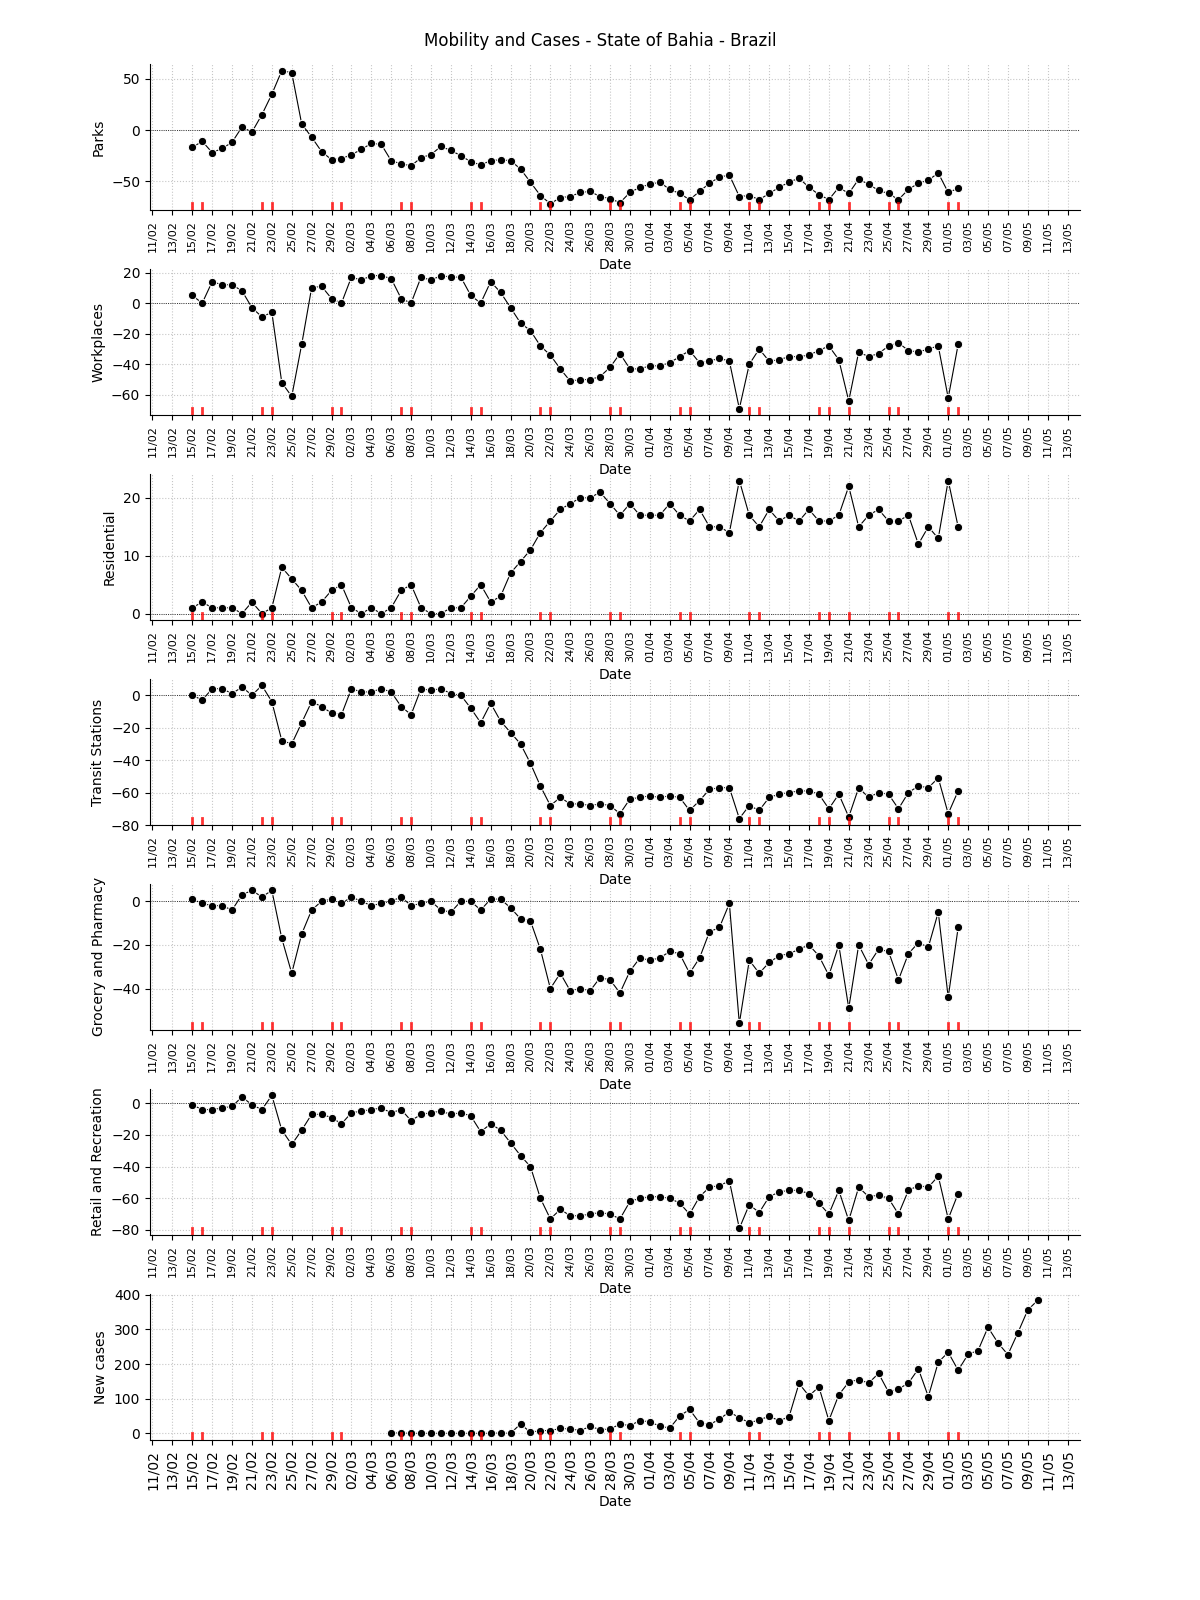 Mobility and Cases - State of Bahia - Brazil
50
0
−50
Parks
11/02 13/02 15/02 17/02 19/02 21/02 23/02 25/02 27/02 29/02 02/03 04/03 06/03 08/03 10/03 12/03 14/03 16/03 18/03 20/03 22/03 24/03 26/03 28/03 30/03 01/04 03/04 05/04 07/04 09/04 11/04 13/04 15/04 17/04 19/04 21/04 23/04 25/04 27/04 29/04 01/05 03/05 05/05 07/05 09/05 11/05 13/05
Date
20
0
−20
−40
−60
Workplaces
11/02 13/02 15/02 17/02 19/02 21/02 23/02 25/02 27/02 29/02 02/03 04/03 06/03 08/03 10/03 12/03 14/03 16/03 18/03 20/03 22/03 24/03 26/03 28/03 30/03 01/04 03/04 05/04 07/04 09/04 11/04 13/04 15/04 17/04 19/04 21/04 23/04 25/04 27/04 29/04 01/05 03/05 05/05 07/05 09/05 11/05 13/05
Date
20
10
0
Residential
11/02 13/02 15/02 17/02 19/02 21/02 23/02 25/02 27/02 29/02 02/03 04/03 06/03 08/03 10/03 12/03 14/03 16/03 18/03 20/03 22/03 24/03 26/03 28/03 30/03 01/04 03/04 05/04 07/04 09/04 11/04 13/04 15/04 17/04 19/04 21/04 23/04 25/04 27/04 29/04 01/05 03/05 05/05 07/05 09/05 11/05 13/05
Date
0
−20
−40
−60
−80
Transit Stations
11/02 13/02 15/02 17/02 19/02 21/02 23/02 25/02 27/02 29/02 02/03 04/03 06/03 08/03 10/03 12/03 14/03 16/03 18/03 20/03 22/03 24/03 26/03 28/03 30/03 01/04 03/04 05/04 07/04 09/04 11/04 13/04 15/04 17/04 19/04 21/04 23/04 25/04 27/04 29/04 01/05 03/05 05/05 07/05 09/05 11/05 13/05
Date
0
−20
−40
Grocery and Pharmacy
11/02 13/02 15/02 17/02 19/02 21/02 23/02 25/02 27/02 29/02 02/03 04/03 06/03 08/03 10/03 12/03 14/03 16/03 18/03 20/03 22/03 24/03 26/03 28/03 30/03 01/04 03/04 05/04 07/04 09/04 11/04 13/04 15/04 17/04 19/04 21/04 23/04 25/04 27/04 29/04 01/05 03/05 05/05 07/05 09/05 11/05 13/05
Date
0
−20
−40
−60
−80
Retail and Recreation
11/02 13/02 15/02 17/02 19/02 21/02 23/02 25/02 27/02 29/02 02/03 04/03 06/03 08/03 10/03 12/03 14/03 16/03 18/03 20/03 22/03 24/03 26/03 28/03 30/03 01/04 03/04 05/04 07/04 09/04 11/04 13/04 15/04 17/04 19/04 21/04 23/04 25/04 27/04 29/04 01/05 03/05 05/05 07/05 09/05 11/05 13/05
Date
400
300
200
100
0
New cases
11/02 13/02 15/02 17/02 19/02 21/02 23/02 25/02 27/02 29/02 02/03 04/03 06/03 08/03 10/03 12/03 14/03 16/03 18/03 20/03 22/03 24/03 26/03 28/03 30/03 01/04 03/04 05/04 07/04 09/04 11/04 13/04 15/04 17/04 19/04 21/04 23/04 25/04 27/04 29/04 01/05 03/05 05/05 07/05 09/05 11/05 13/05
Date